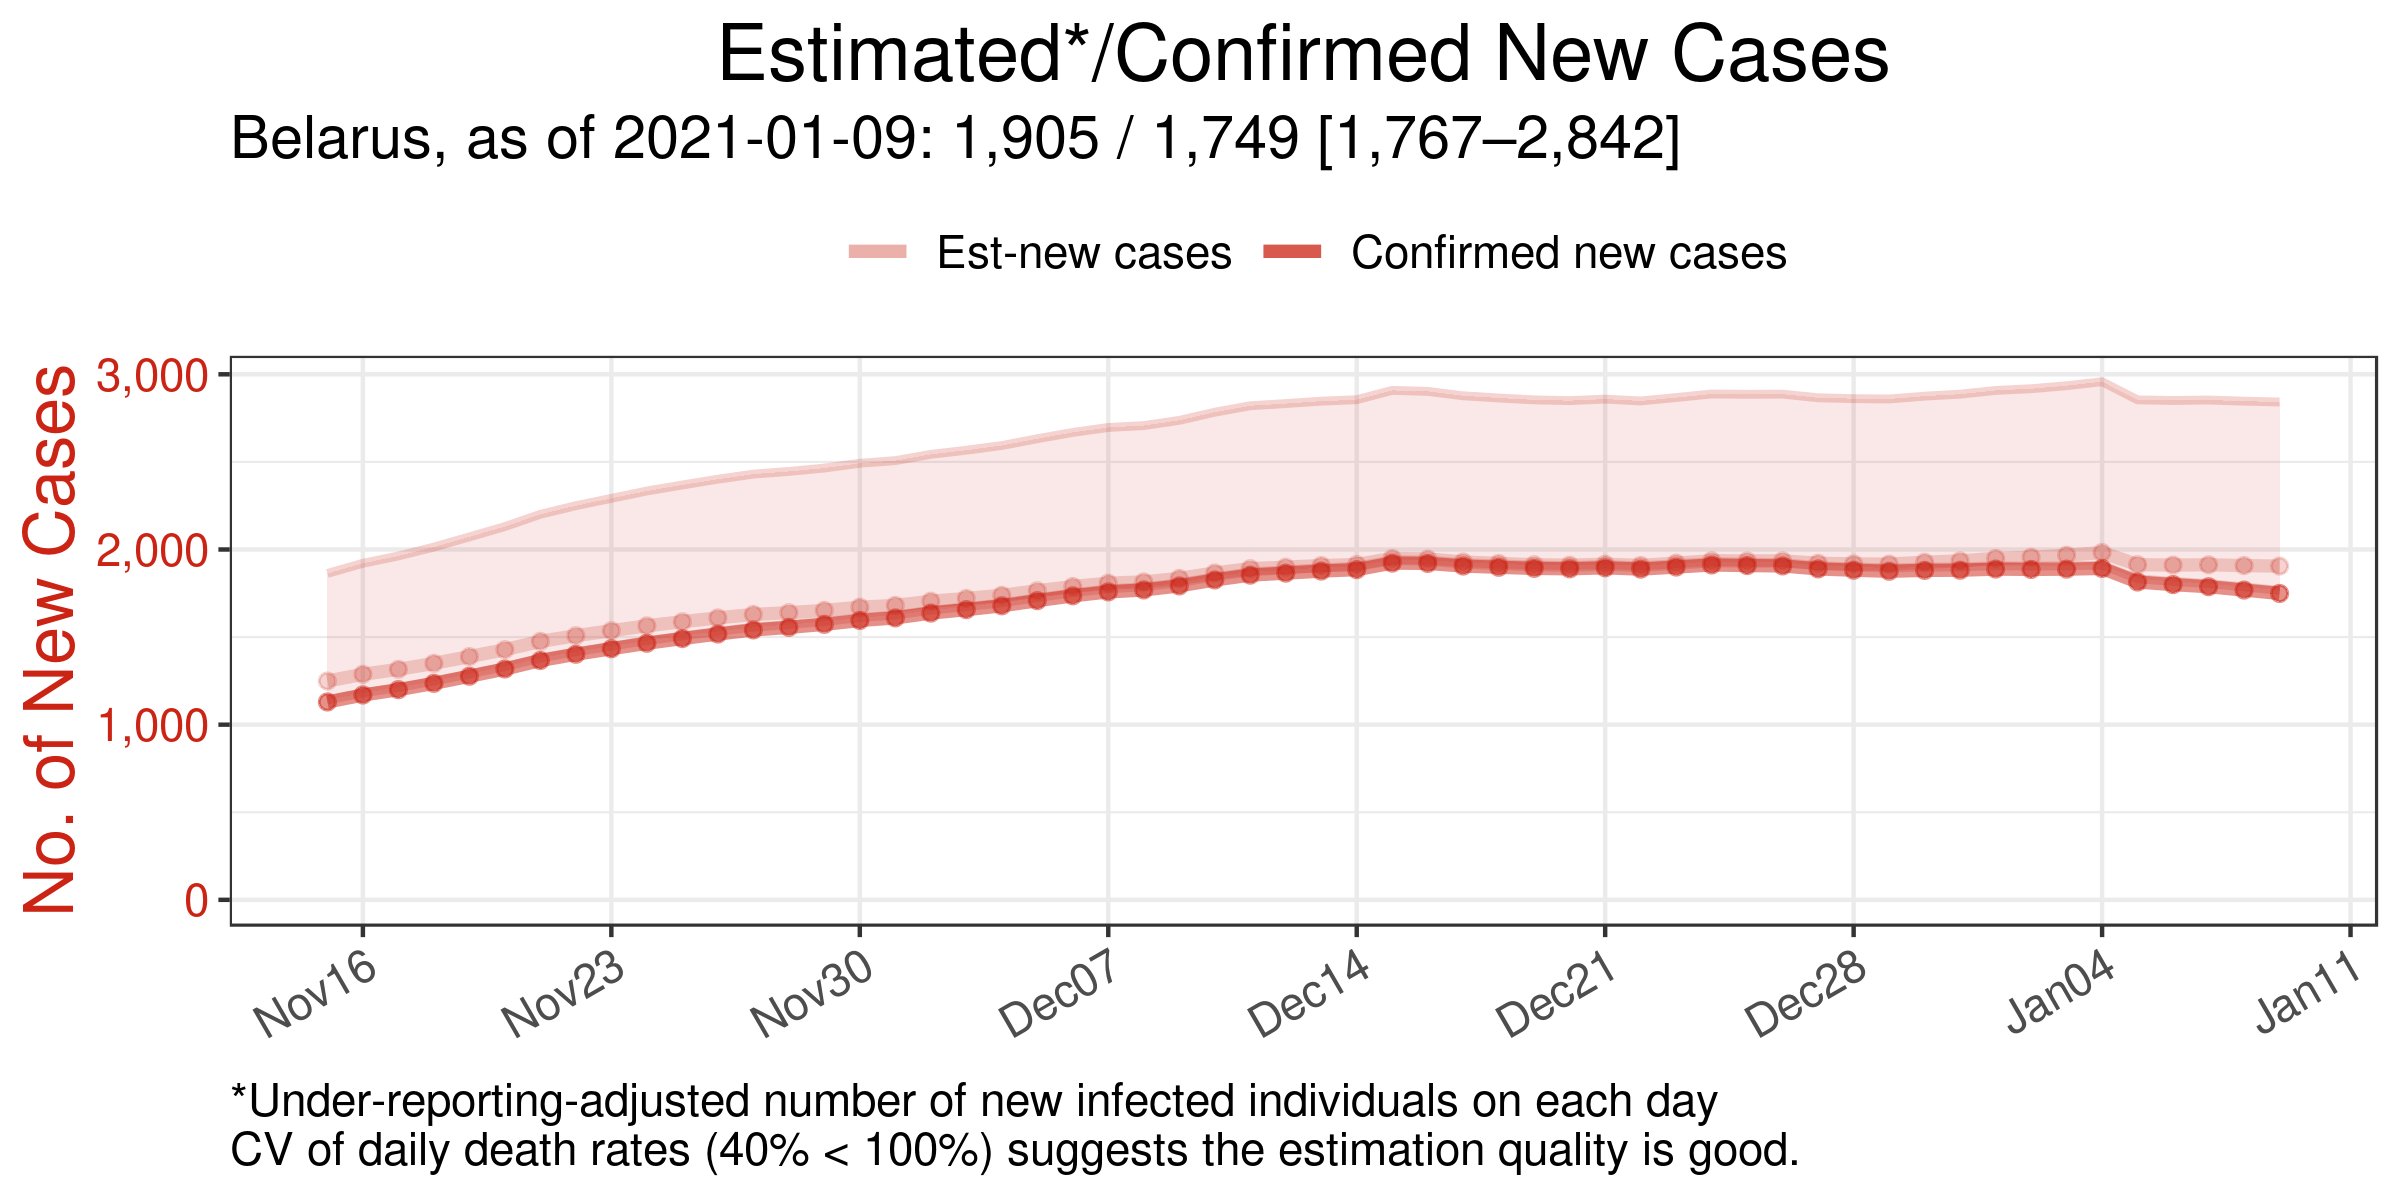 Estimated*/Confirmed New Cases
Belarus, as of 2021-01-09: 1,905 / 1,749 [1,767–2,842]
Est-new cases Confirmed new cases
No. of New Cases
3,000
2,000
1,000
0
Nov16 Nov23 Nov30 Dec07 Dec14 Dec21 Dec28 Jan04 Jan11
*Under-reporting-adjusted number of new infected individuals on each day
CV of daily death rates (40% < 100%) suggests the estimation quality is good.